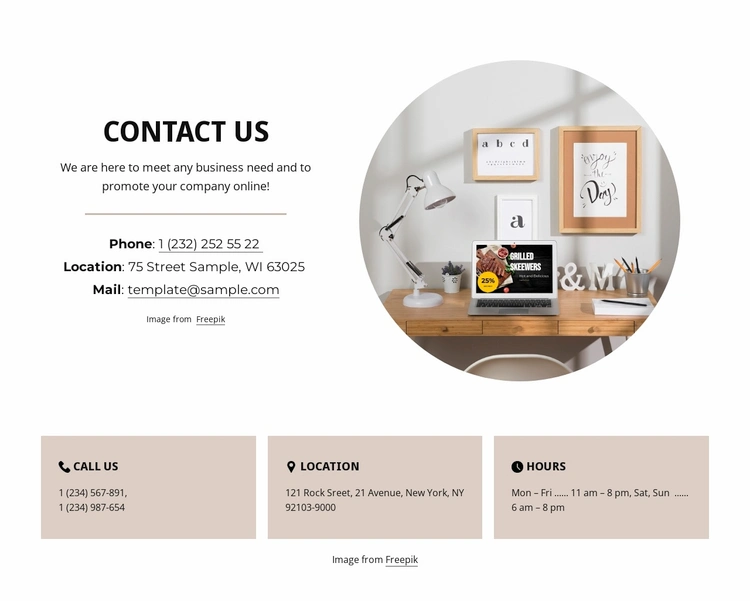 CONTACT US
We are here to meet any business need and to
promote your company online!
Phone: 1 (232) 252 55 22
Location: 75 Street Sample, WI 63025
Mail: template@sample.com
Image from Freepik
a b c d
enjoy
the
Day
a
GRILLED
SKEEWERS
25%
&M
CALL US
1 (234) 567-891,
1 (234) 987-654
LOCATION
121 Rock Sreet, 21 Avenue, New York, NY
92103-9000
HOURS
Mon – Fri ...... 11 am – 8 pm, Sat, Sun ......
6 am – 8 pm
Image from Freepik